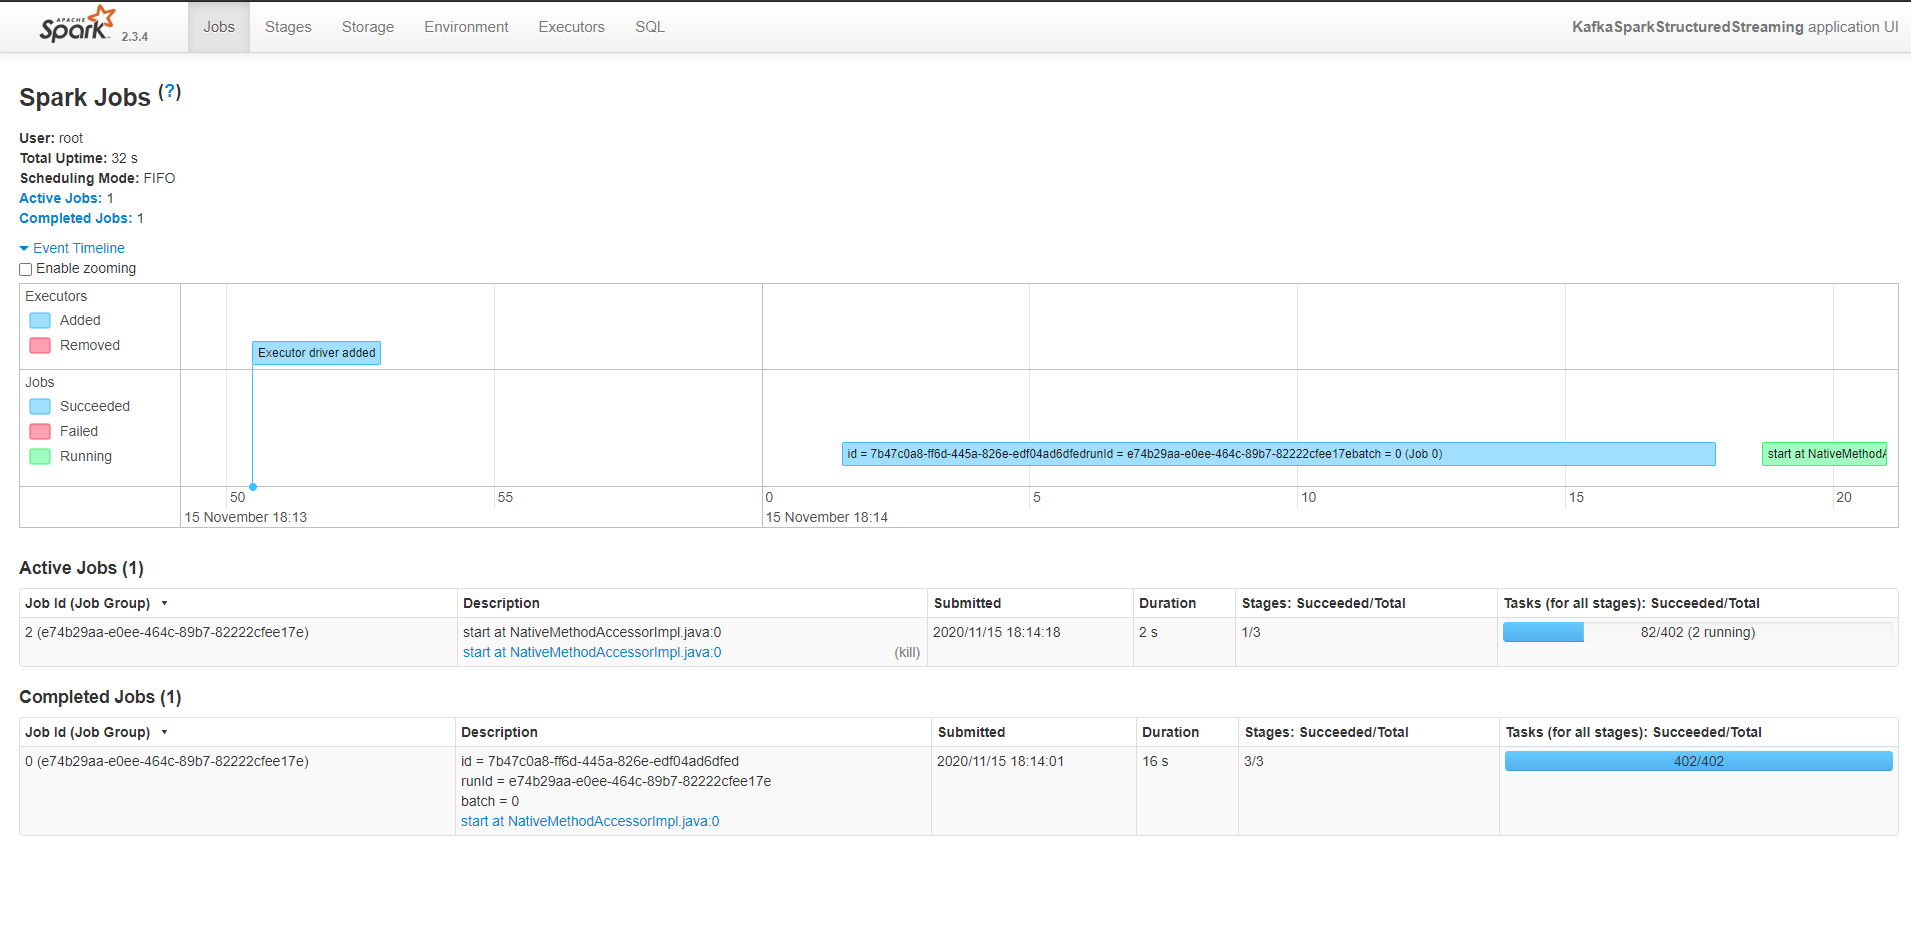 APACHE
Spark 2.3.4 Jobs Stages Storage Environment Executors SQL KafkaSparkStructuredStreaming application UI
Spark Jobs (?)
User: root
Total Uptime: 32 s
Scheduling Mode: FIFO
Active Jobs: 1
Completed Jobs: 1
Event Timeline
Enable zooming
Executors
Added
Removed
Executor driver added
Jobs
Succeeded
Failed
Running
id = 7b47c0a8-ff6d-445a-826e-edf04ad6dfedrunId = e74b29aa-e0ee-464c-89b7-82222cfee17ebatch = 0 (Job 0) start at NativeMethodA
50 55 0 5 10 15 20
15 November 18:13 15 November 18:14
Active Jobs (1)
Job Id (Job Group) ▾ Description Submitted Duration Stages: Succeeded/Total Tasks (for all stages): Succeeded/Total
2 (e74b29aa-e0ee-464c-89b7-82222cfee17e) start at NativeMethodAccessorImpl.java:0 2020/11/15 18:14:18 2 s 1/3 82/402 (2 running)
start at NativeMethodAccessorImpl.java:0 (kill)
Completed Jobs (1)
Job Id (Job Group) ▾ Description Submitted Duration Stages: Succeeded/Total Tasks (for all stages): Succeeded/Total
0 (e74b29aa-e0ee-464c-89b7-82222cfee17e) id = 7b47c0a8-ff6d-445a-826e-edf04ad6dfed 2020/11/15 18:14:01 16 s 3/3 402/402
runId = e74b29aa-e0ee-464c-89b7-82222cfee17e
batch = 0
start at NativeMethodAccessorImpl.java:0